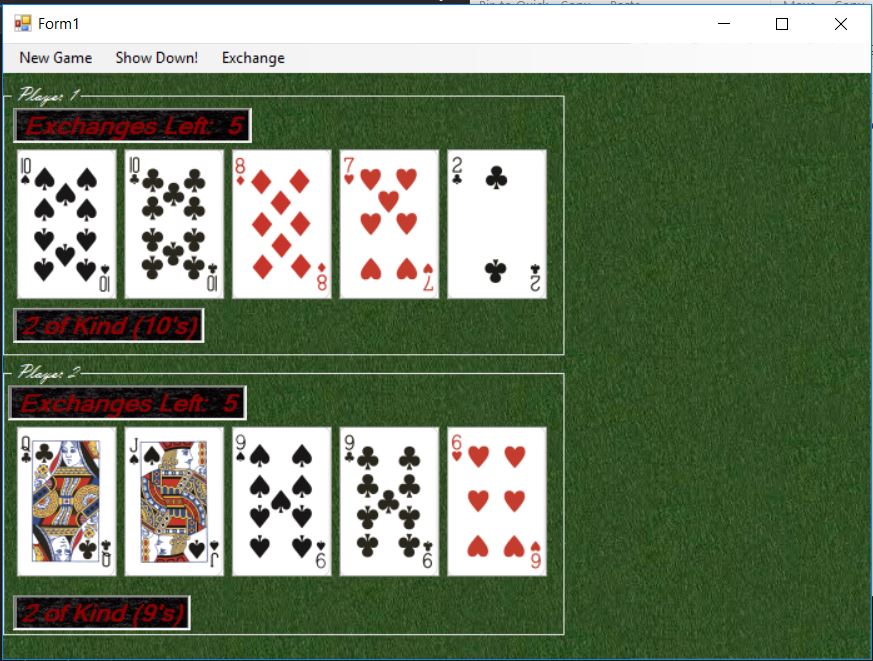 Form1
New Game Show Down! Exchange
Player 1
Exchanges Left: 5
10 10 8 7 2
10 10 8 7 2
2 of Kind (10's)
Player 2
Exchanges Left: 5
Q J 9 9 6
Q J 9 9 6
2 of Kind (9's)